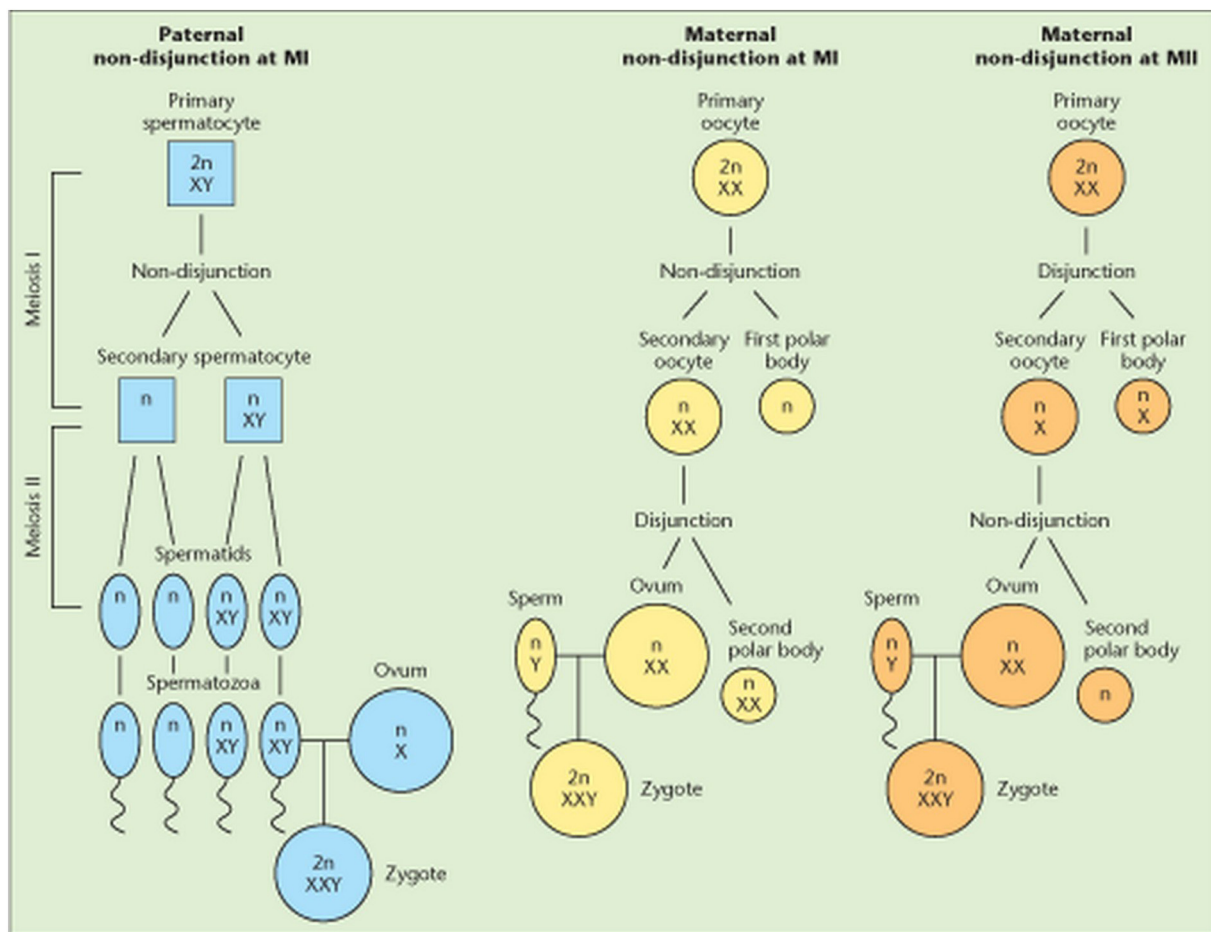 Paternal
non-disjunction at MI
Primary
spermatocyte
2n
XY
Meiosis I
Non-disjunction
Secondary spermatocyte
n
n
XY
Meiosis II
Spermatids
n
n
n
XY
n
XY
Spermatozoa
n
n
n
XY
n
XY
Ovum
n
X
2n
XXY
Zygote
Maternal
non-disjunction at MI
Primary
oocyte
2n
XX
Non-disjunction
Secondary
oocyte
First polar
body
n
XX
n
Disjunction
Sperm
n
Y
Ovum
n
XX
Second
polar body
n
XX
2n
XXY
Zygote
Maternal
non-disjunction at MII
Primary
oocyte
2n
XX
Disjunction
Secondary
oocyte
First polar
body
n
X
n
X
Non-disjunction
Sperm
n
Y
Ovum
n
XX
Second
polar body
n
2n
XXY
Zygote